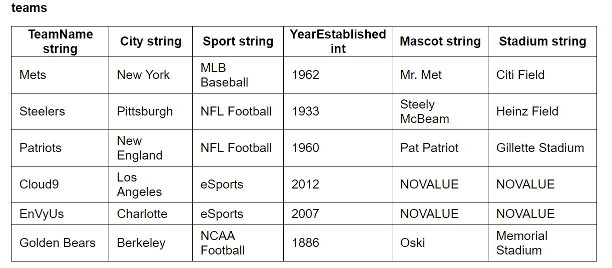 teams
TeamName string City string Sport string YearEstablished int Mascot string Stadium string
Mets New York MLB Baseball 1962 Mr. Met Citi Field
Steelers Pittsburgh NFL Football 1933 Steely McBeam Heinz Field
Patriots New England NFL Football 1960 Pat Patriot Gillette Stadium
Cloud9 Los Angeles eSports 2012 NOVALUE NOVALUE
EnVyUs Charlotte eSports 2007 NOVALUE NOVALUE
Golden Bears Berkeley NCAA Football 1886 Oski Memorial Stadium